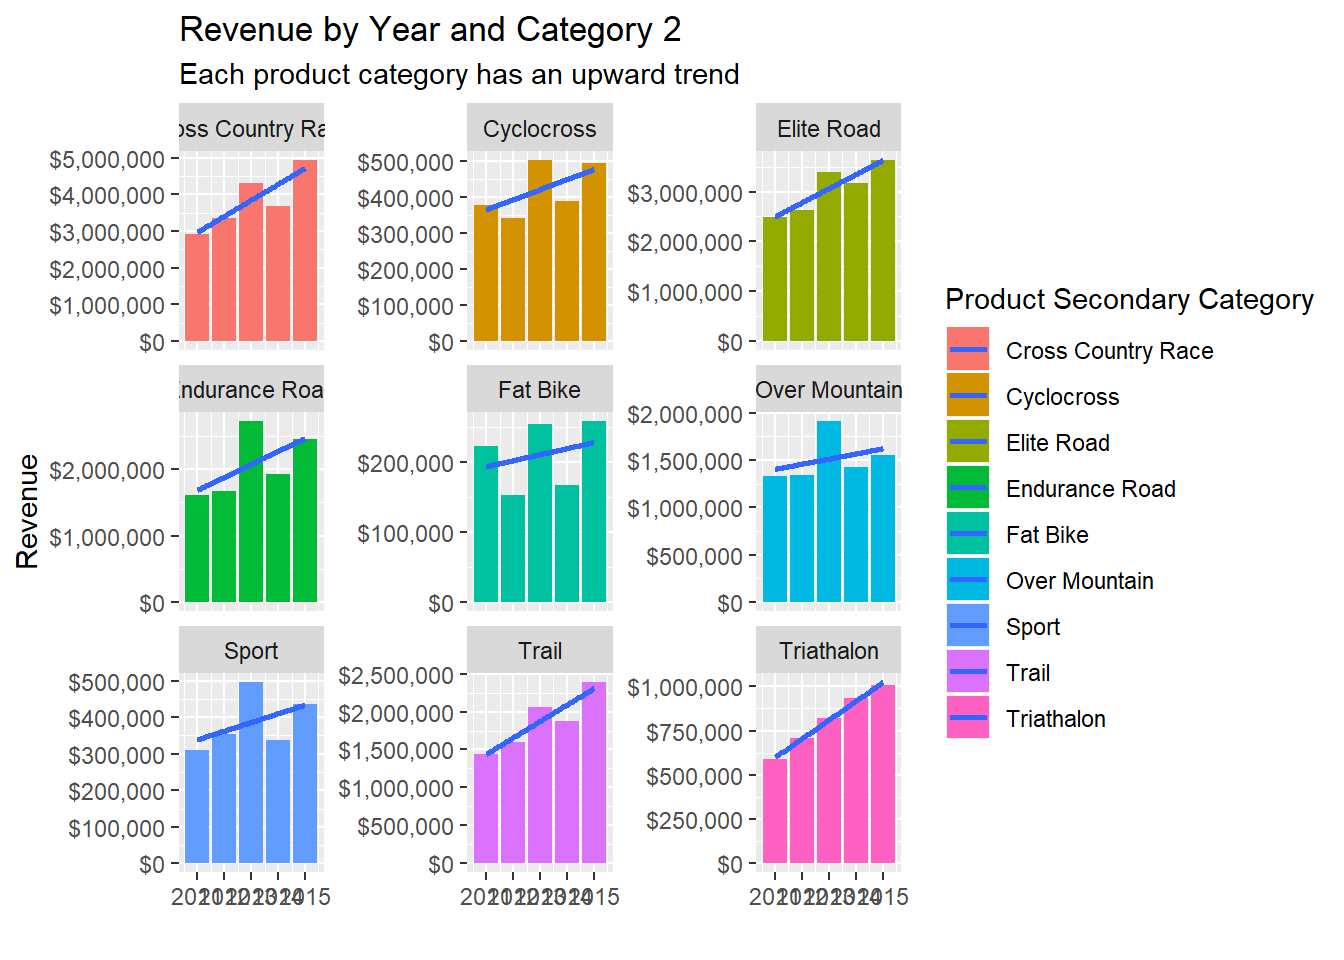 Revenue by Year and Category 2
Each product category has an upward trend
oss Country Ra
Cyclocross
Elite Road
$5,000,000
$4,000,000
$3,000,000
$2,000,000
$1,000,000
$0
$500,000
$400,000
$300,000
$200,000
$100,000
$0
$3,000,000
$2,000,000
$1,000,000
$0
Endurance Roa
Fat Bike
Over Mountain
$2,000,000
$1,000,000
$0
$200,000
$100,000
$0
$2,000,000
$1,500,000
$1,000,000
$500,000
$0
Sport
Trail
Triathalon
$500,000
$400,000
$300,000
$200,000
$100,000
$0
$2,500,000
$2,000,000
$1,500,000
$1,000,000
$500,000
$0
$1,000,000
$750,000
$500,000
$250,000
$0
Revenue
Product Secondary Category
Cross Country Race
Cyclocross
Elite Road
Endurance Road
Fat Bike
Over Mountain
Sport
Trail
Triathalon